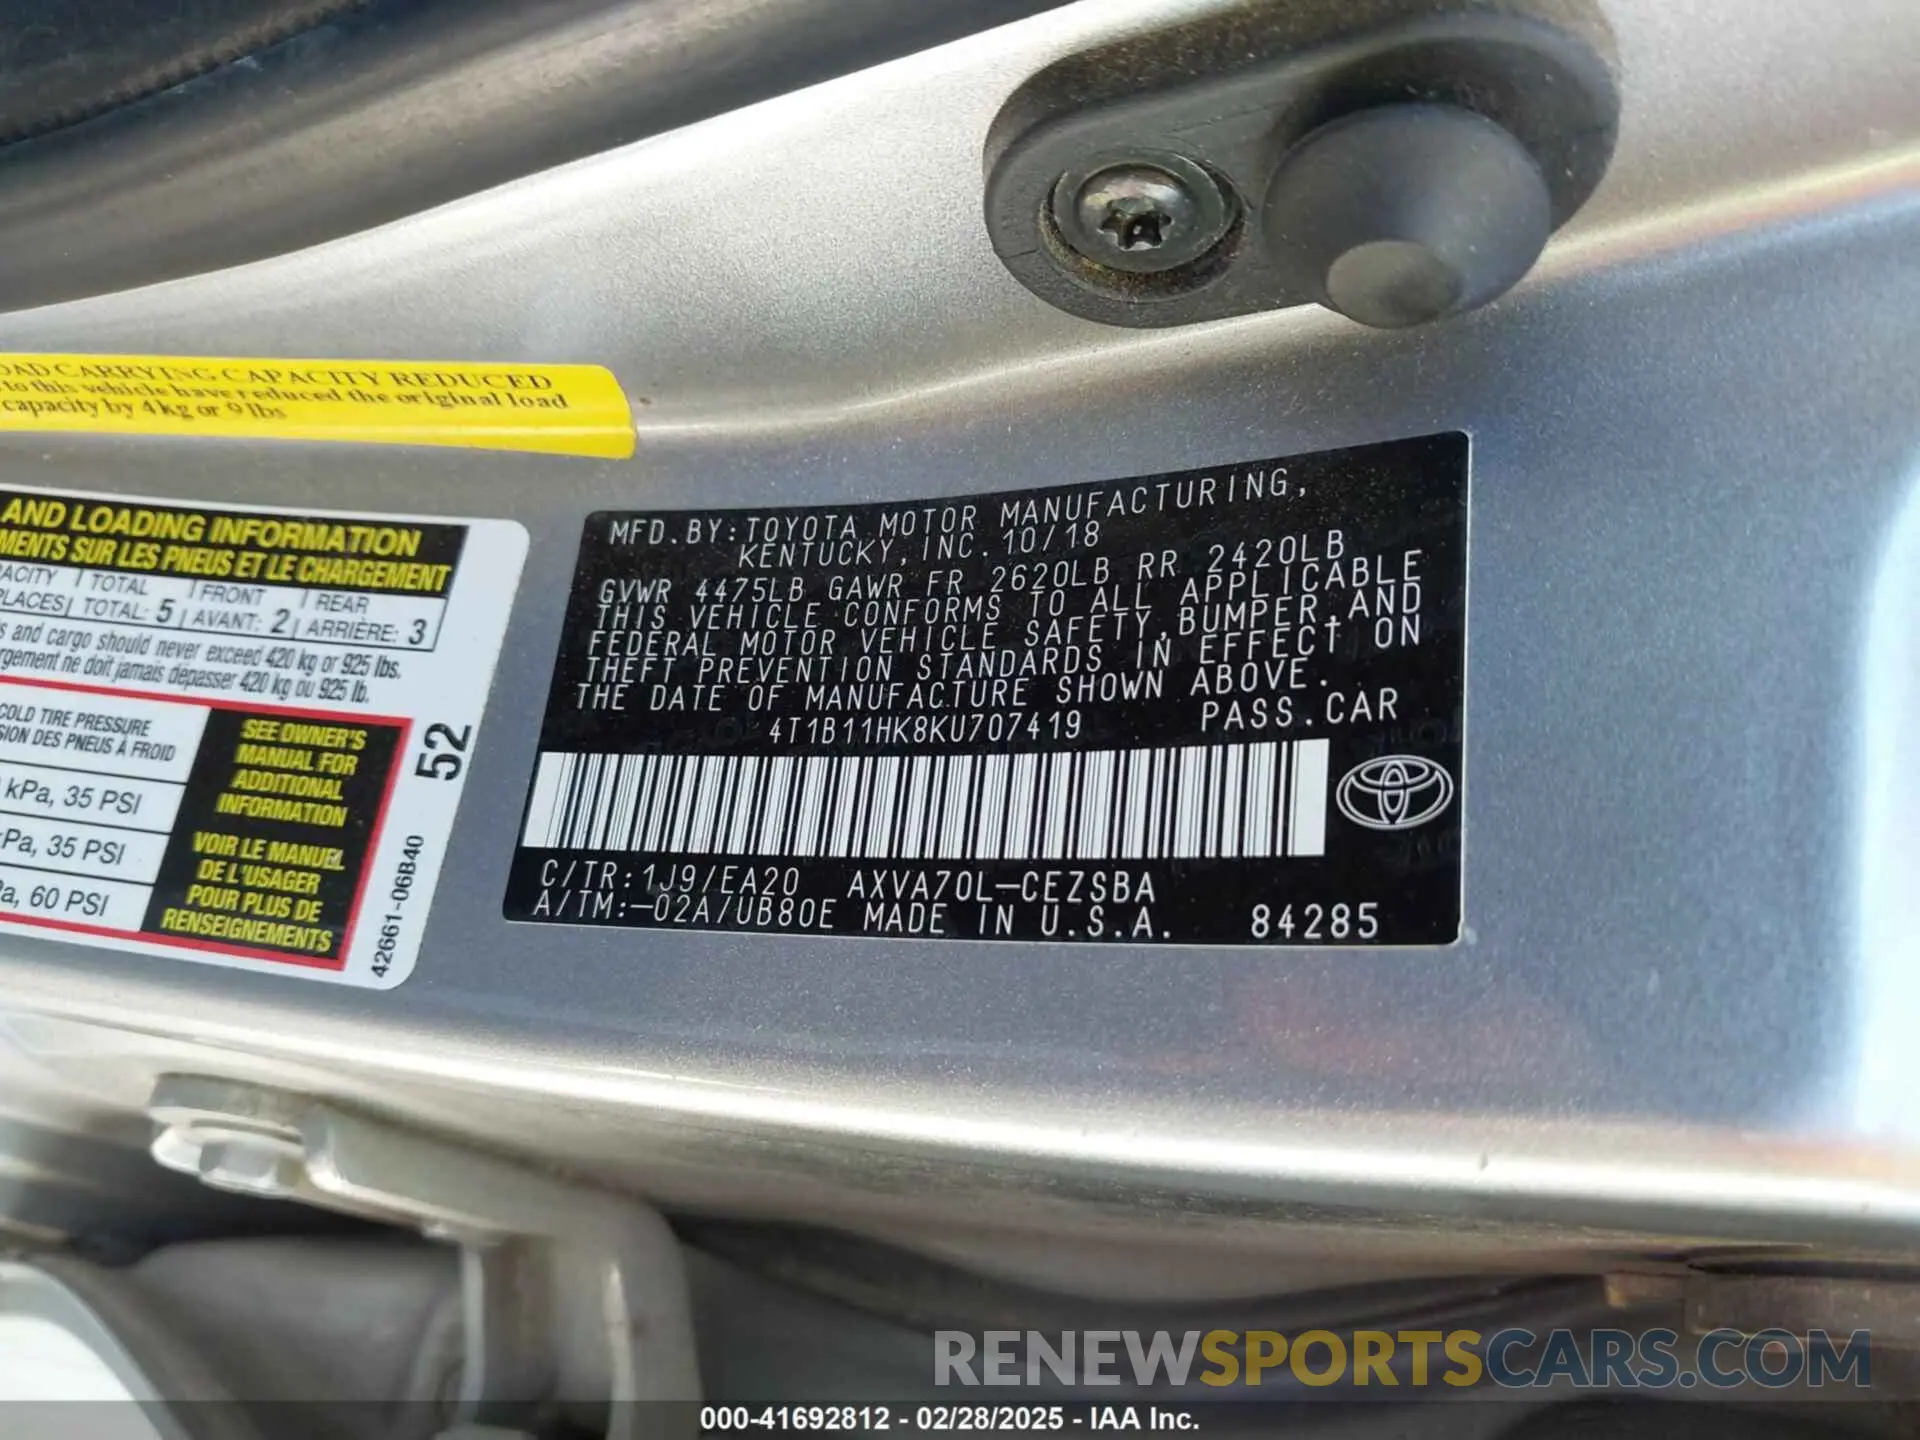 OAD CARRYING CAPACITY REDUCED
to this vehicle have reduced the original load
capacity by 4kg or 9 lbs
AND LOADING INFORMATION
MENTS SUR LES PNEUS ET LE CHARGEMENT
ACITY TOTAL FRONT REAR
PLACES TOTAL: 5 AVANT: 2 ARRIÈRE: 3
s and cargo should never exceed 420 kg or 925 lbs.
rgement ne doit jamais dépasser 420 kg ou 925 lb.
COLD TIRE PRESSURE
SION DES PNEUS À FROID
kPa, 35 PSI
kPa, 35 PSI
a, 60 PSI
SEE OWNER'S
MANUAL FOR
ADDITIONAL
INFORMATION
VOIR LE MANUEL
DE L'USAGER
POUR PLUS DE
RENSEIGNEMENTS
52
42661-06B40
MFD.BY:TOYOTA MOTOR MANUFACTURING,
KENTUCKY, INC. 10/18
GVWR 4475LB GAWR FR 2620LB RR 2420LB
THIS VEHICLE CONFORMS TO ALL APPLICABLE
FEDERAL MOTOR VEHICLE SAFETY, BUMPER, AND
THEFT PREVENTION STANDARDS IN EFFECT ON
THE DATE OF MANUFACTURE SHOWN ABOVE.
4T1B11HK8KU707419 PASS.CAR
C/TR:1J9/EA20 AXVA70L-CEZSBA
A/TM:-02A/UB80E MADE IN U.S.A. 84285
RENEWSPORTSCARS.COM
000-41692812 - 02/28/2025 - IAA Inc.